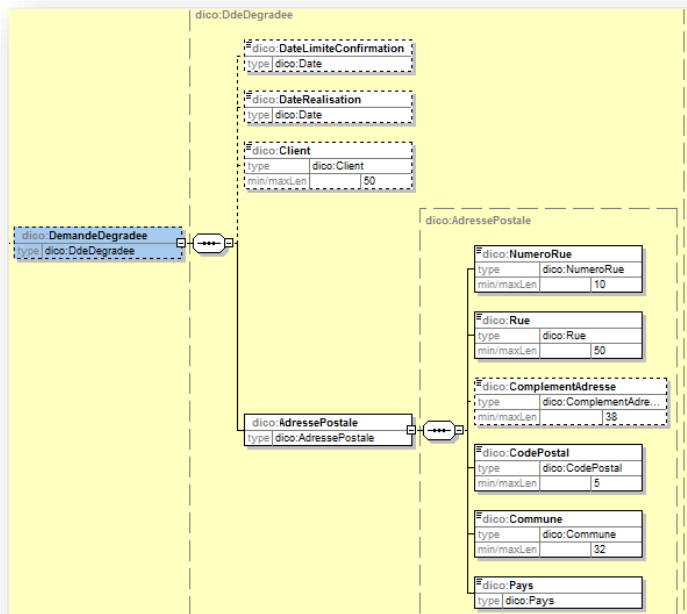 dico:DdeDegradee
dico:DateLimiteConfirmation
type dico:Date
dico:DateRealisation
type dico:Date
dico:Client
type dico:Client
min/maxLen 50
dico:DemandeDegradee
type dico:DdeDegradee
dico:AdressePostale
type dico:AdressePostale
dico:AdressePostale
dico:NumeroRue
type dico:NumeroRue
min/maxLen 10
dico:Rue
type dico:Rue
min/maxLen 50
dico:ComplementAdresse
type dico:ComplementAdre...
min/maxLen 38
dico:CodePostal
type dico:CodePostal
min/maxLen 5
dico:Commune
type dico:Commune
min/maxLen 32
dico:Pays
type dico:Pays